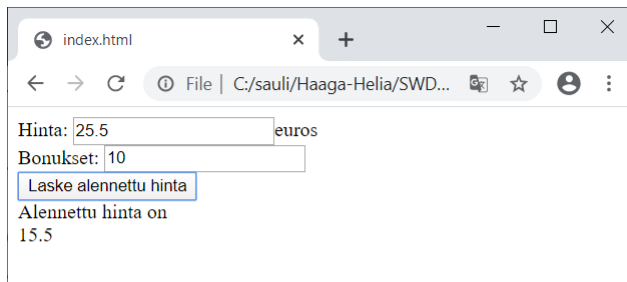 index.html
File | C:/sauli/Haaga-Helia/SWD...
Hinta: 25.5 euros
Bonukset: 10
Laske alennettu hinta
Alennettu hinta on
15.5